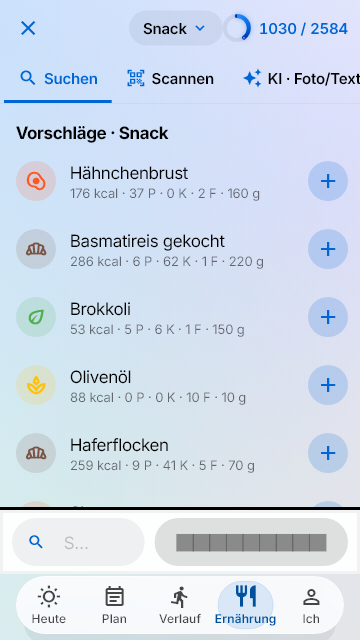 Snack
1030 / 2584
Suchen
Scannen
KI · Foto/Text
Vorschläge · Snack
Hähnchenbrust
176 kcal · 37 P · 0 K · 2 F · 160 g
Basmatireis gekocht
286 kcal · 6 P · 62 K · 1 F · 220 g
Brokkoli
53 kcal · 5 P · 6 K · 1 F · 150 g
Olivenöl
88 kcal · 0 P · 0 K · 10 F · 10 g
Haferflocken
259 kcal · 9 P · 41 K · 5 F · 70 g
S...
Heute
Plan
Verlauf
Ernährung
Ich